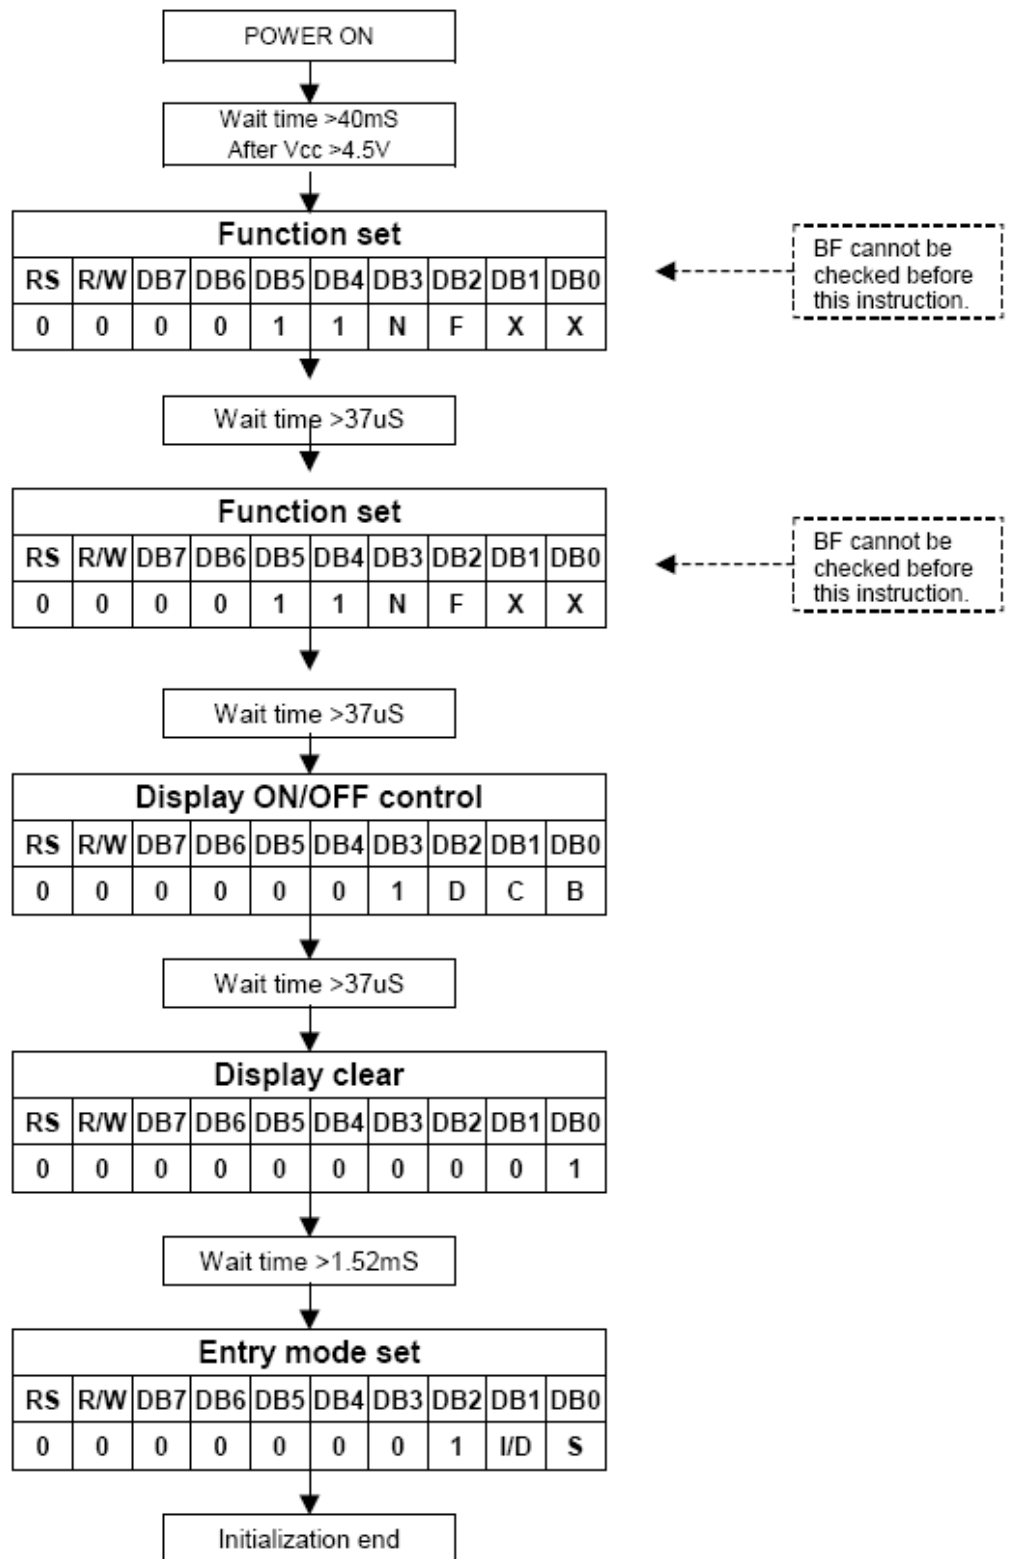 POWER ON
Wait time >40mS
After Vcc >4.5V
Function set
RS R/W DB7 DB6 DB5 DB4 DB3 DB2 DB1 DB0
0 0 0 0 1 1 N F X X
BF cannot be
checked before
this instruction.
Wait time >37uS
Function set
RS R/W DB7 DB6 DB5 DB4 DB3 DB2 DB1 DB0
0 0 0 0 1 1 N F X X
BF cannot be
checked before
this instruction.
Wait time >37uS
Display ON/OFF control
RS R/W DB7 DB6 DB5 DB4 DB3 DB2 DB1 DB0
0 0 0 0 0 0 1 D C B
Wait time >37uS
Display clear
RS R/W DB7 DB6 DB5 DB4 DB3 DB2 DB1 DB0
0 0 0 0 0 0 0 0 0 1
Wait time >1.52mS
Entry mode set
RS R/W DB7 DB6 DB5 DB4 DB3 DB2 DB1 DB0
0 0 0 0 0 0 0 1 I/D S
Initialization end